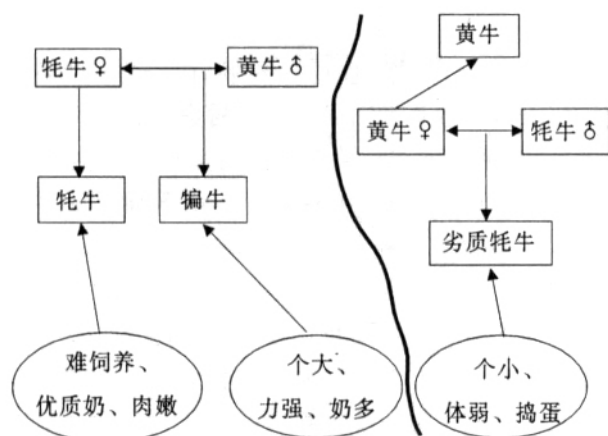 牦牛♀
黄牛♂
牦牛
犏牛
难饲养、
优质奶、肉嫩
个大、
力强、奶多
黄牛
黄牛♀
牦牛♂
劣质牦牛
个小、
体弱、捣蛋